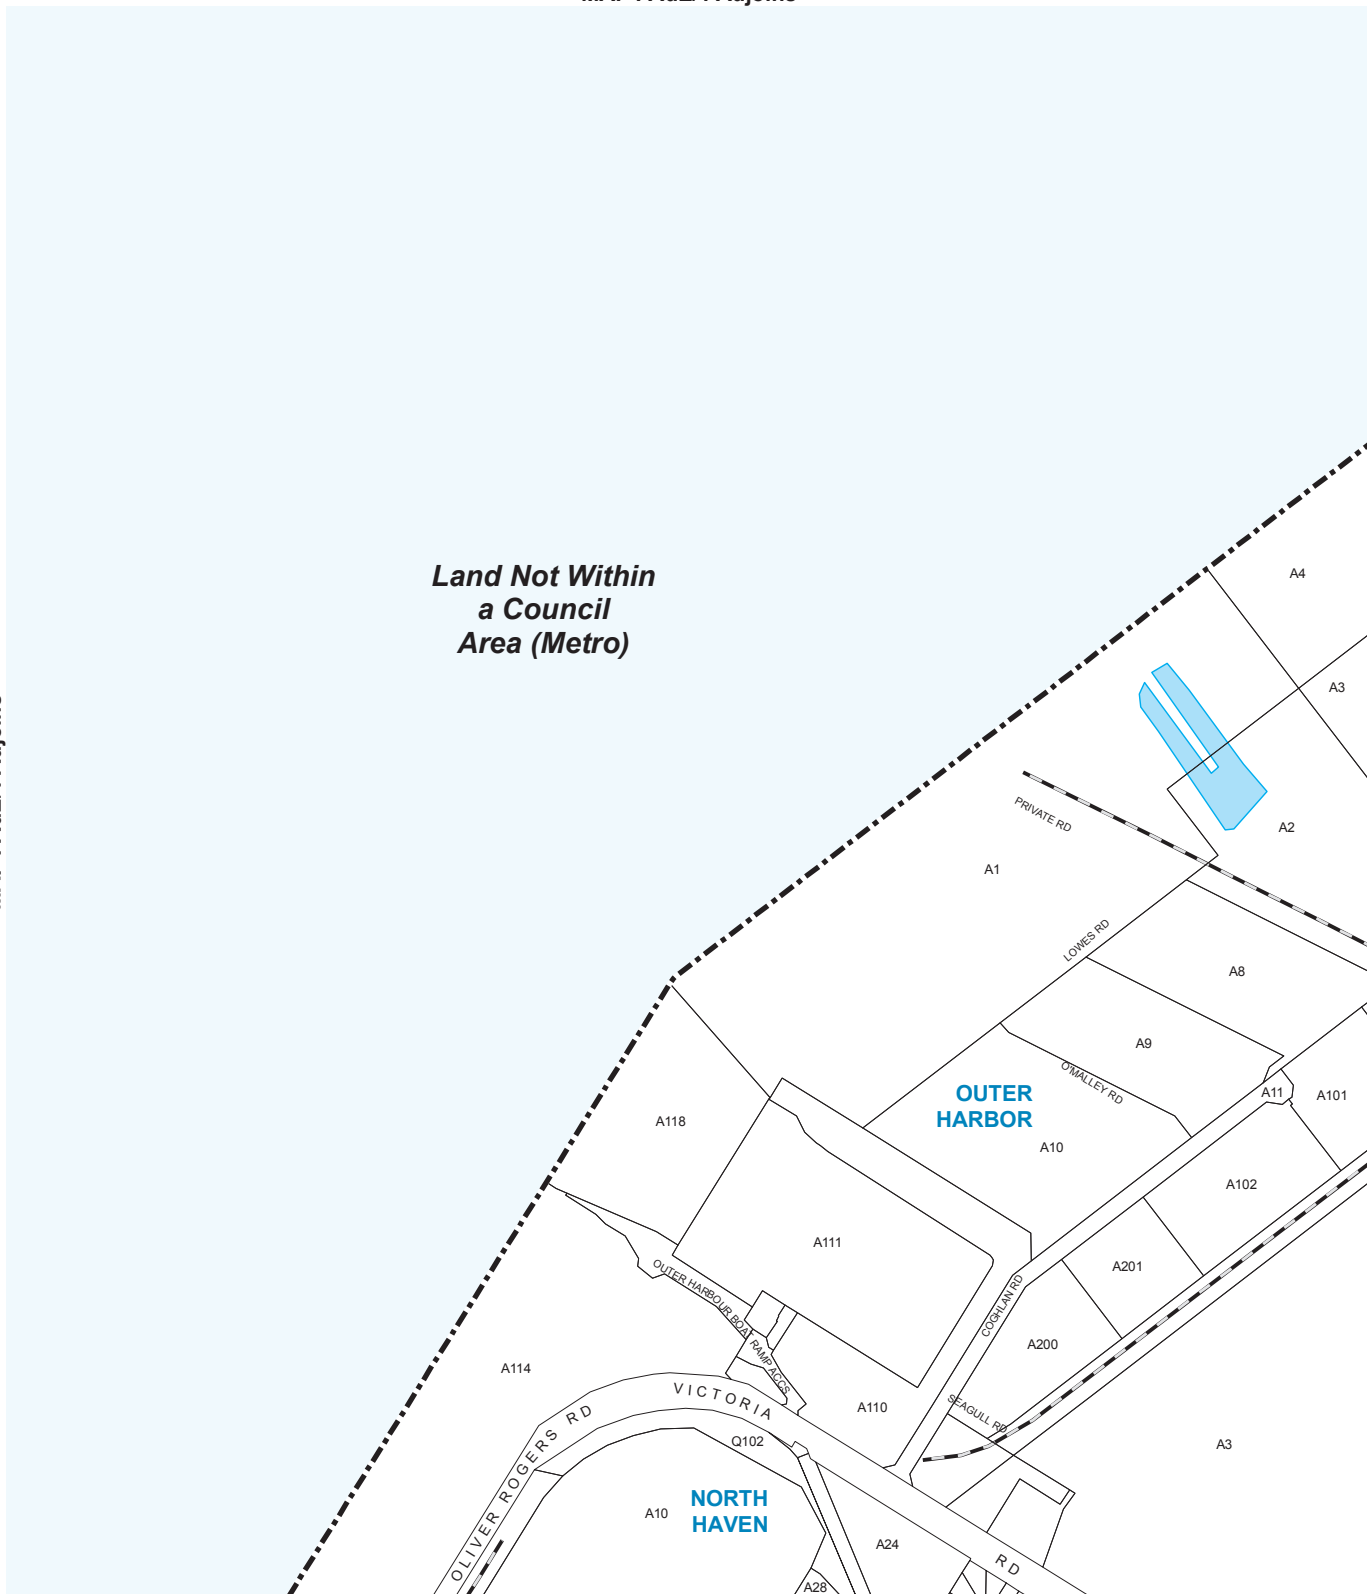 Land Not Within
a Council
Area (Metro)
A4
A3
PRIVATE RD
A2
A1
LOWES RD
A8
A9
O'MALLEY RD
OUTER
HARBOR
A11
A101
A118
A10
A102
A111
A201
OUTER HARBOUR BOAT RAMP ACCS
COGHLAN RD
A200
A114
VICTORIA
A110
SEAGULL RD
OLIVER ROGERS RD
Q102
A3
NORTH
HAVEN
A10
A24
RD
A28